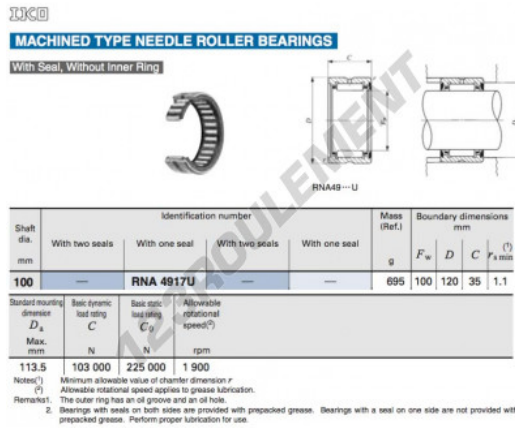 IKO
MACHINED TYPE NEEDLE ROLLER BEARINGS
With Seal, Without Inner Ring
C
D
Fw
RNA49…U
Shaft dia. mm
Identification number
Mass (Ref.) g
Boundary dimensions mm
With two seals With one seal With two seals With one seal
Fw D C rs min (1)
100 — RNA 4917U — — 695 100 120 35 1.1
Standard mounting dimension Da Max. mm
Basic dynamic load rating C N
Basic static load rating C0 N
Allowable rotational speed(2) rpm
113.5 103 000 225 000 1 900
Notes(1) Minimum allowable value of chamfer dimension r
(2) Allowable rotational speed applies to grease lubrication.
Remarks1. The outer ring has an oil groove and an oil hole.
2. Bearings with seals on both sides are provided with prepacked grease. Bearings with a seal on one side are not provided wit
prepacked grease. Perform proper lubrication for use.
123ROULEMENT